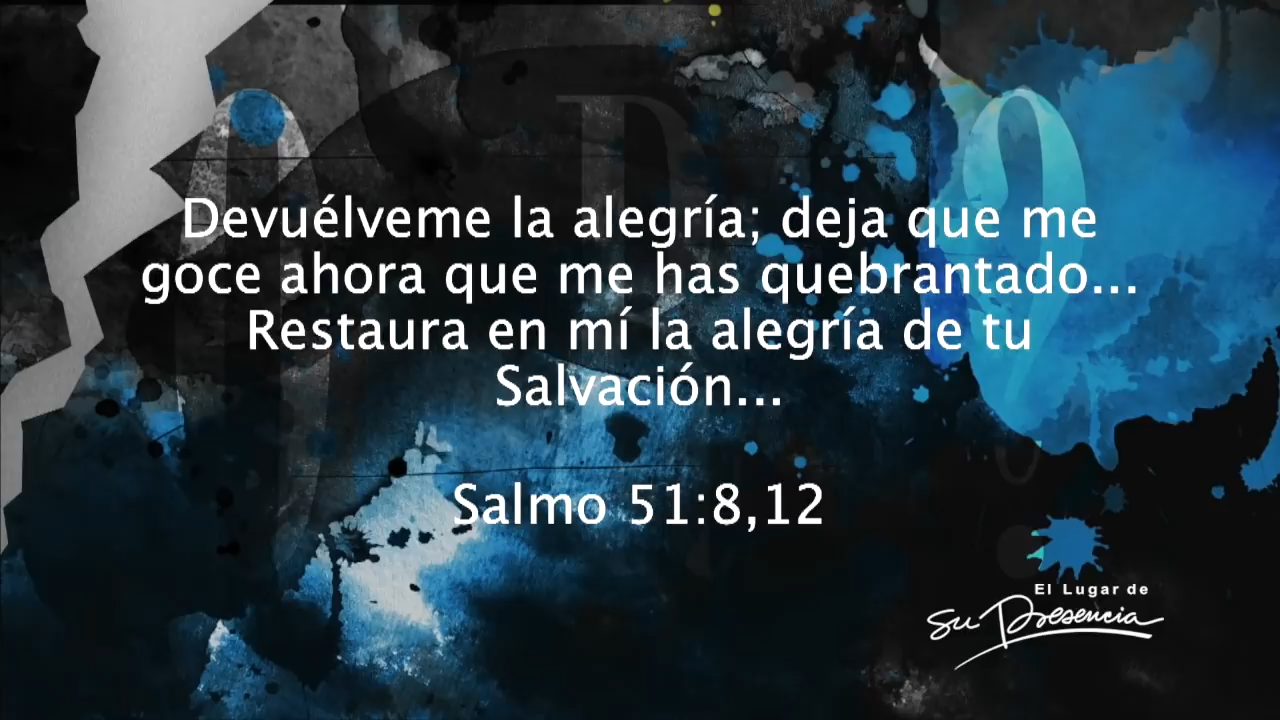 Devuélveme la alegría; deja que me
goce ahora que me has quebrantado...
Restaura en mí la alegría de tu
Salvación...
Salmo 51:8,12
El Lugar de
Su Presencia